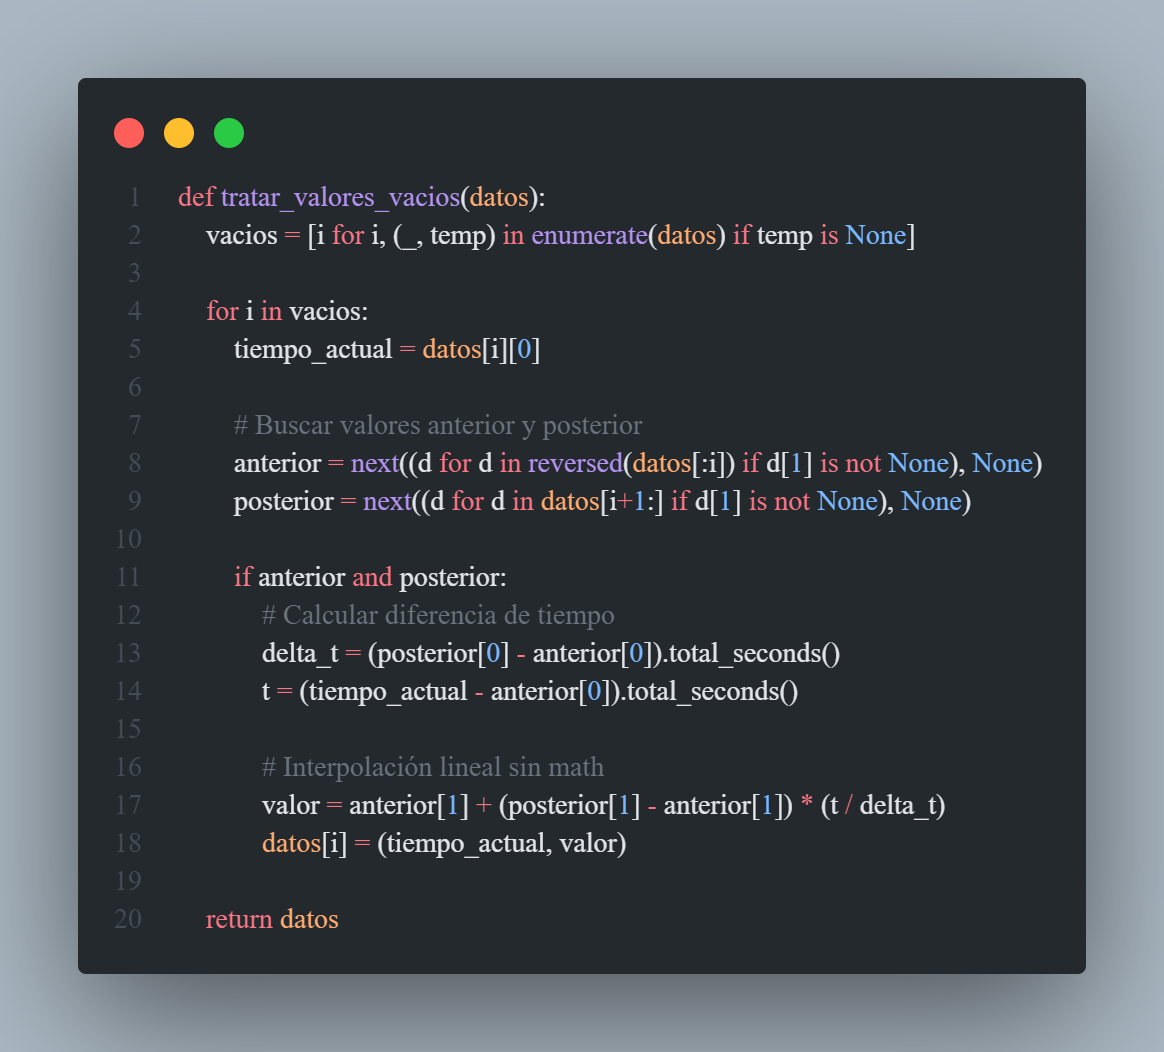 1 def tratar_valores_vacios(datos):
2     vacios = [i for i, (_, temp) in enumerate(datos) if temp is None]
3
4     for i in vacios:
5         tiempo_actual = datos[i][0]
6
7         # Buscar valores anterior y posterior
8         anterior = next((d for d in reversed(datos[:i]) if d[1] is not None), None)
9         posterior = next((d for d in datos[i+1:] if d[1] is not None), None)
10
11         if anterior and posterior:
12             # Calcular diferencia de tiempo
13             delta_t = (posterior[0] - anterior[0]).total_seconds()
14             t = (tiempo_actual - anterior[0]).total_seconds()
15
16             # Interpolación lineal sin math
17             valor = anterior[1] + (posterior[1] - anterior[1]) * (t / delta_t)
18             datos[i] = (tiempo_actual, valor)
19
20     return datos